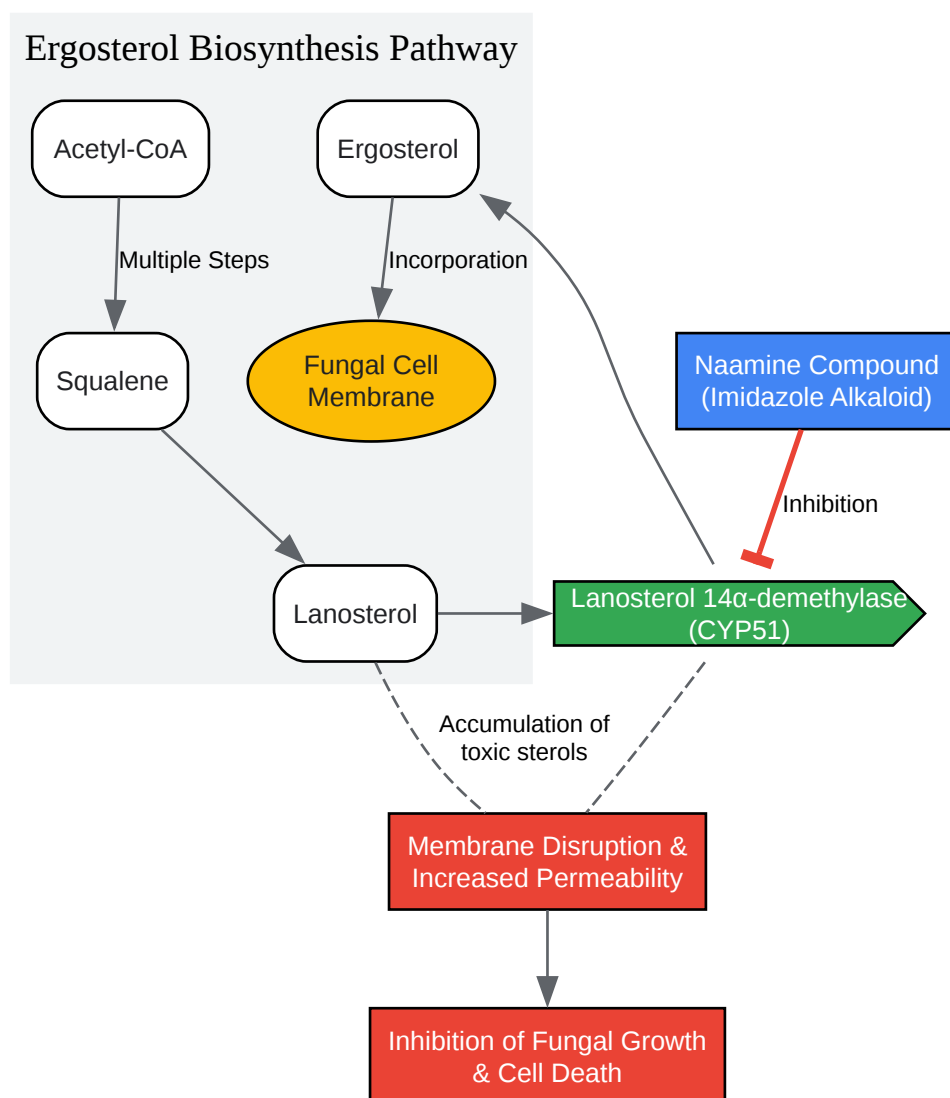 Ergosterol Biosynthesis Pathway
Acetyl-CoA
Ergosterol
Multiple Steps
Incorporation
Squalene
Fungal Cell
Membrane
Naamine Compound
(Imidazole Alkaloid)
Inhibition
Lanosterol
Lanosterol 14α-demethylase
(CYP51)
Accumulation of
toxic sterols
Membrane Disruption &
Increased Permeability
Inhibition of Fungal Growth
& Cell Death